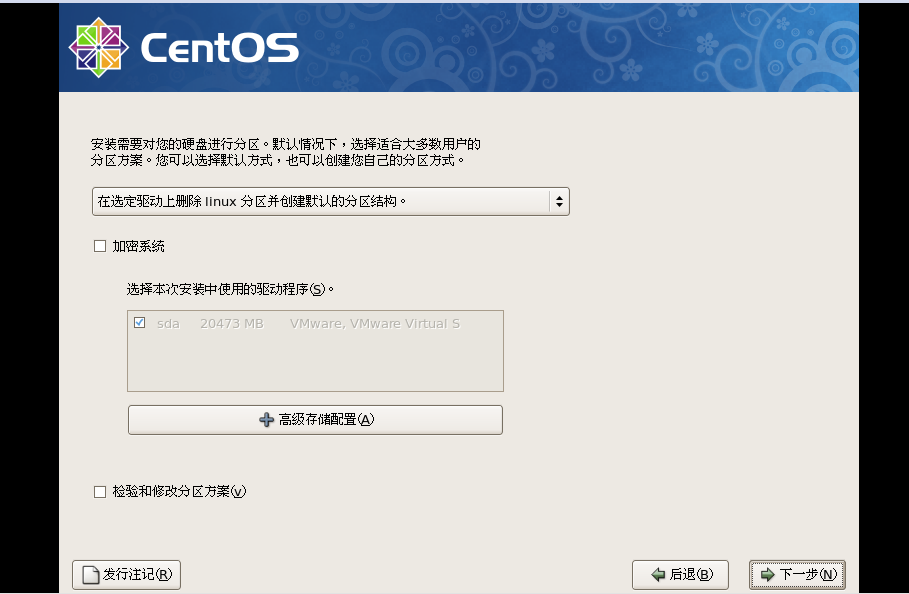 CentOS
安装需要对您的硬盘进行分区。默认情况下，选择适合大多数用户的
分区方案。您可以选择默认方式，也可以创建您自己的分区方式。
在选定驱动上删除 linux 分区并创建默认的分区结构。
加密系统
选择本次安装中使用的驱动程序(S)。
sda 20473 MB VMware, VMware Virtual S
高级存储配置(A)
检验和修改分区方案(v)
发行注记(R) 后退(B) 下一步(N)